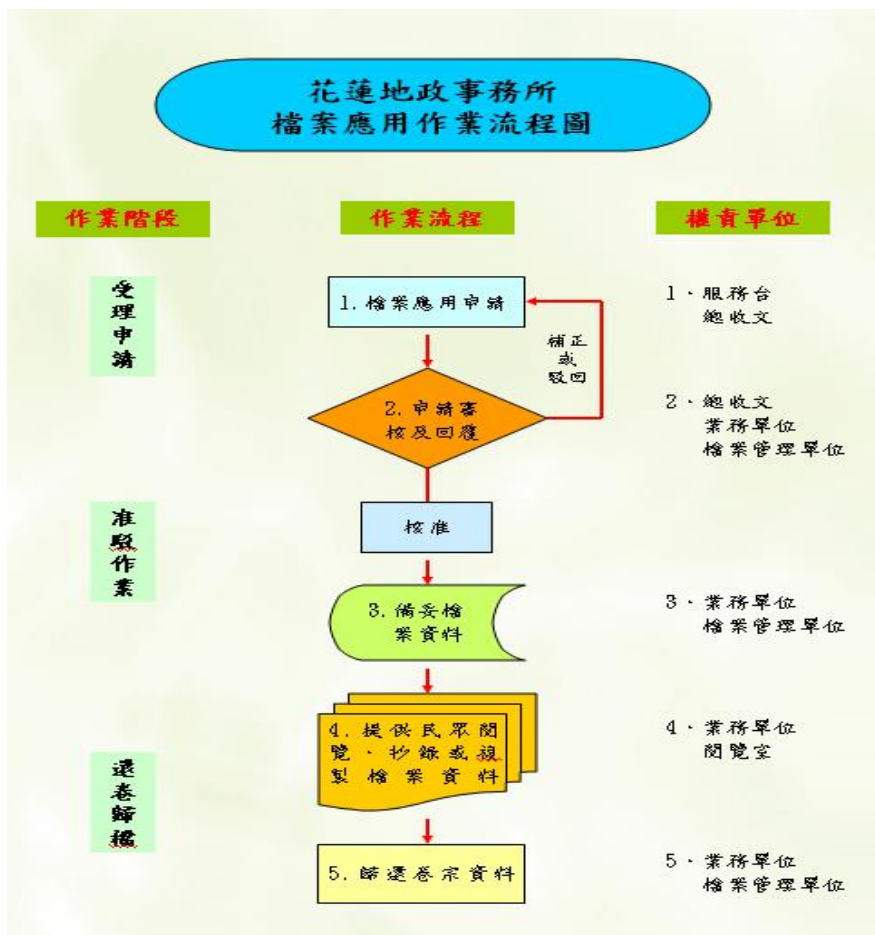 花蓮地政事務所
檔案應用作業流程圖
作業階段
作業流程
權責單位
受理申請
1.檔案應用申請
補正
或
駁回
1、服務台
總收文
2.申請審
核及回覆
2、總收文
業務單位
檔案管理單位
准駁作業
核准
3.備妥檔
案資料
3、業務單位
檔案管理單位
還卷歸檔
4.提供民眾閱
覽、抄錄或複
製檔案資料
4、業務單位
閱覽室
5.歸還卷宗資料
5、業務單位
檔案管理單位